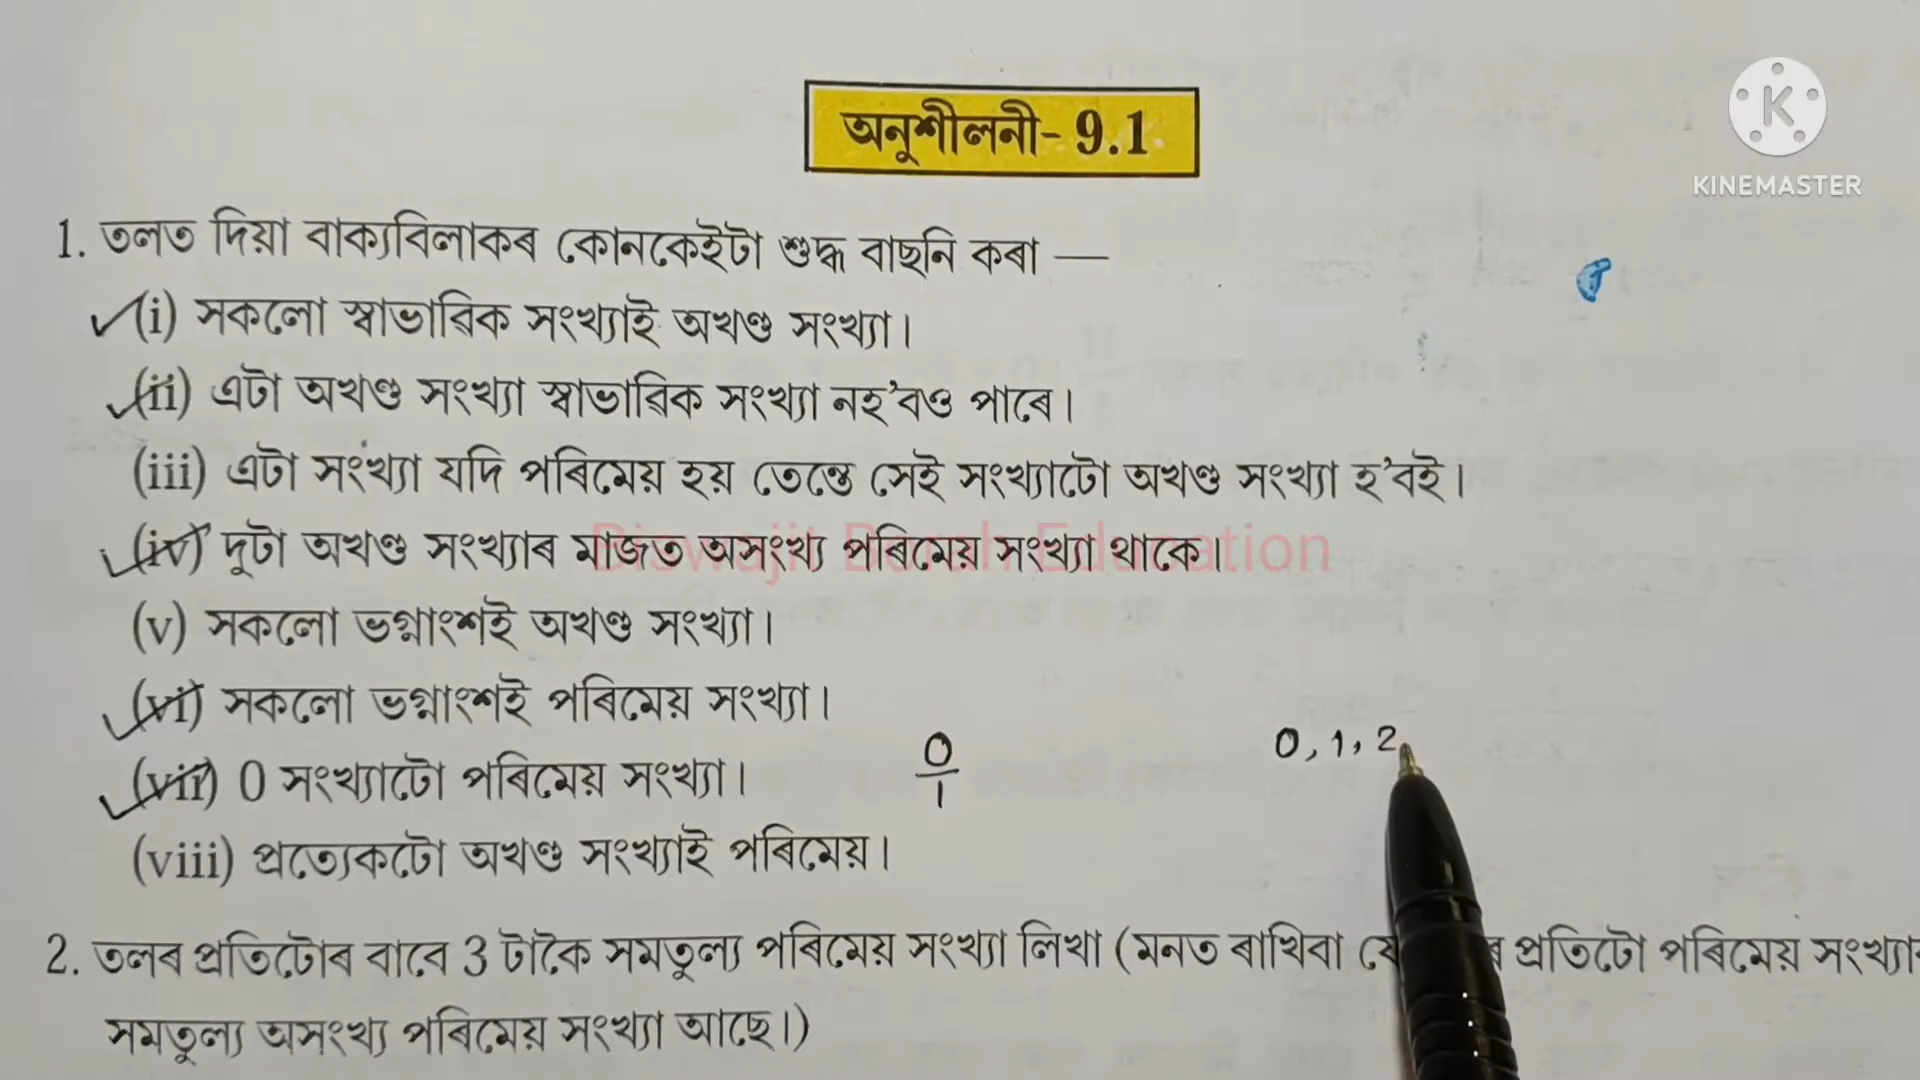 KINEMASTER
অনুশীলনী- 9.1
1. তলত দিয়া বাক্যবিলাকৰ কোনকেইটা শুদ্ধ বাছনি কৰা —
(i) সকলো স্বাভাৱিক সংখ্যাই অখণ্ড সংখ্যা।
(ii) এটা অখণ্ড সংখ্যা স্বাভাৱিক সংখ্যা নহ’বও পাৰে।
(iii) এটা সংখ্যা যদি পৰিমেয় হয় তেন্তে সেই সংখ্যাটো অখণ্ড সংখ্যা হ’বই।
(iv) দুটা অখণ্ড সংখ্যাৰ মাজত অসংখ্য পৰিমেয় সংখ্যা থাকে।
Biswajit Borah Education
(v) সকলো ভগ্নাংশই অখণ্ড সংখ্যা।
(vi) সকলো ভগ্নাংশই পৰিমেয় সংখ্যা।
(vii) 0 সংখ্যাটো পৰিমেয় সংখ্যা।
0
1
0, 1, 2
(viii) প্ৰত্যেকটো অখণ্ড সংখ্যাই পৰিমেয়।
2. তলৰ প্ৰতিটোৰ বাবে 3 টাকৈ সমতুল্য পৰিমেয় সংখ্যা লিখা (মনত ৰাখিবা প্ৰতিটো পৰিমেয়
সমতুল্য অসংখ্য পৰিমেয় সংখ্যা আছে।)